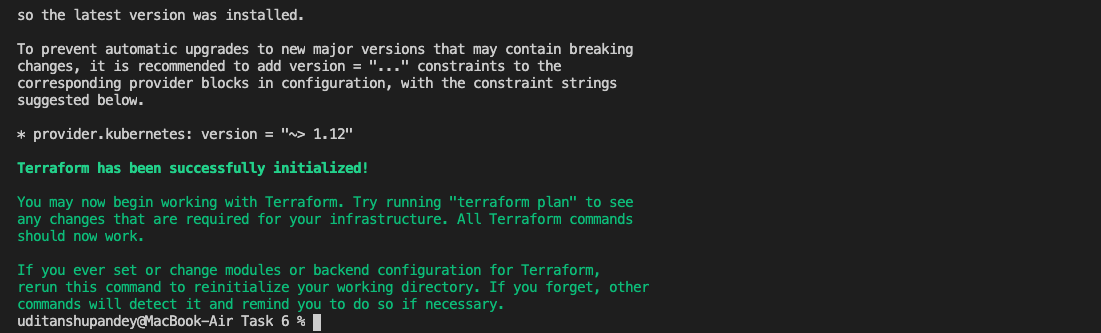 so the latest version was installed.
To prevent automatic upgrades to new major versions that may contain breaking
changes, it is recommended to add version = "..." constraints to the
corresponding provider blocks in configuration, with the constraint strings
suggested below.
* provider.kubernetes: version = "~> 1.12"
Terraform has been successfully initialized!
You may now begin working with Terraform. Try running "terraform plan" to see
any changes that are required for your infrastructure. All Terraform commands
should now work.
If you ever set or change modules or backend configuration for Terraform,
rerun this command to reinitialize your working directory. If you forget, other
commands will detect it and remind you to do so if necessary.
uditanshupandey@MacBook-Air Task 6 %